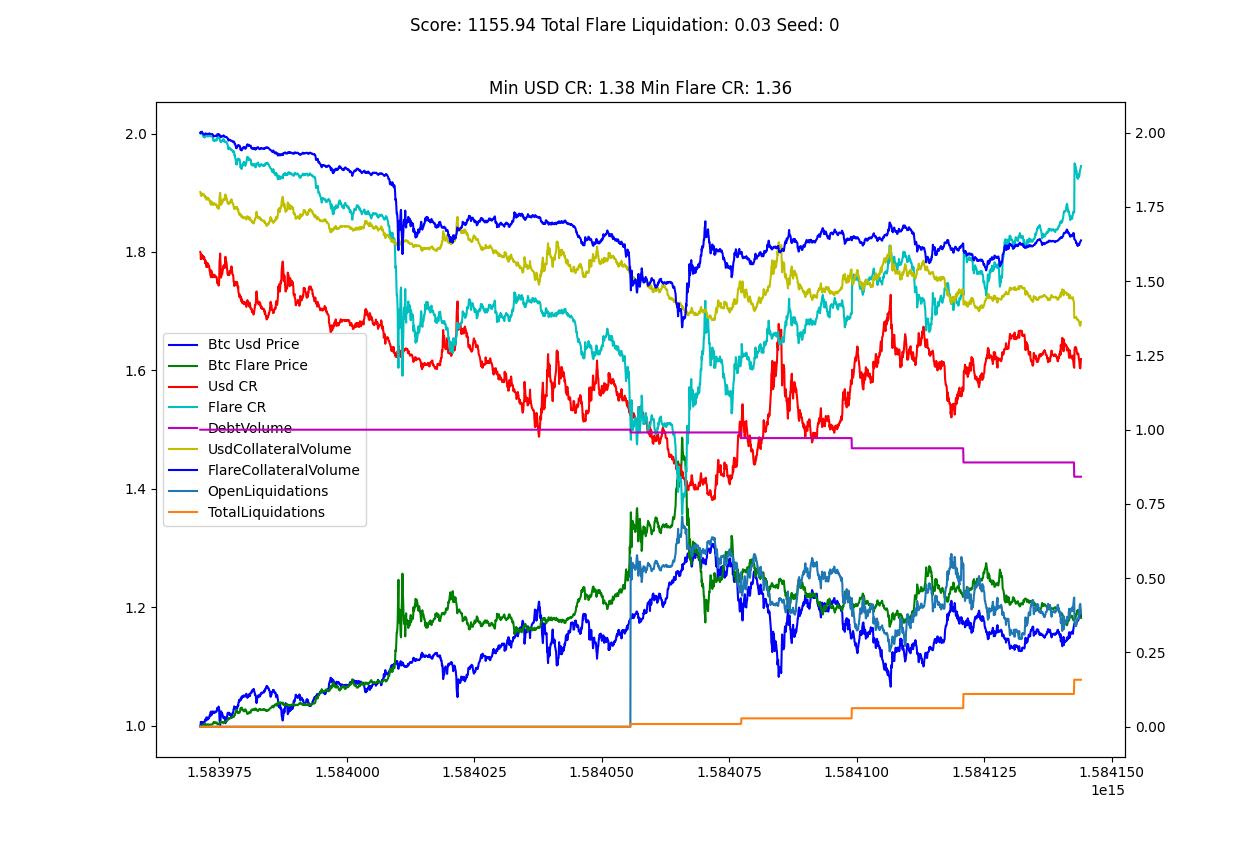 Score: 1155.94 Total Flare Liquidation: 0.03 Seed: 0
Min USD CR: 1.38 Min Flare CR: 1.36
2.0
1.8
1.6
1.4
1.2
1.0
Btc Usd Price
Btc Flare Price
Usd CR
Flare CR
DebtVolume
UsdCollateralVolume
FlareCollateralVolume
OpenLiquidations
TotalLiquidations
2.00
1.75
1.50
1.25
1.00
0.75
0.50
0.25
0.00
1.583975 1.584000 1.584025 1.584050 1.584075 1.584100 1.584125 1.584150
1e15